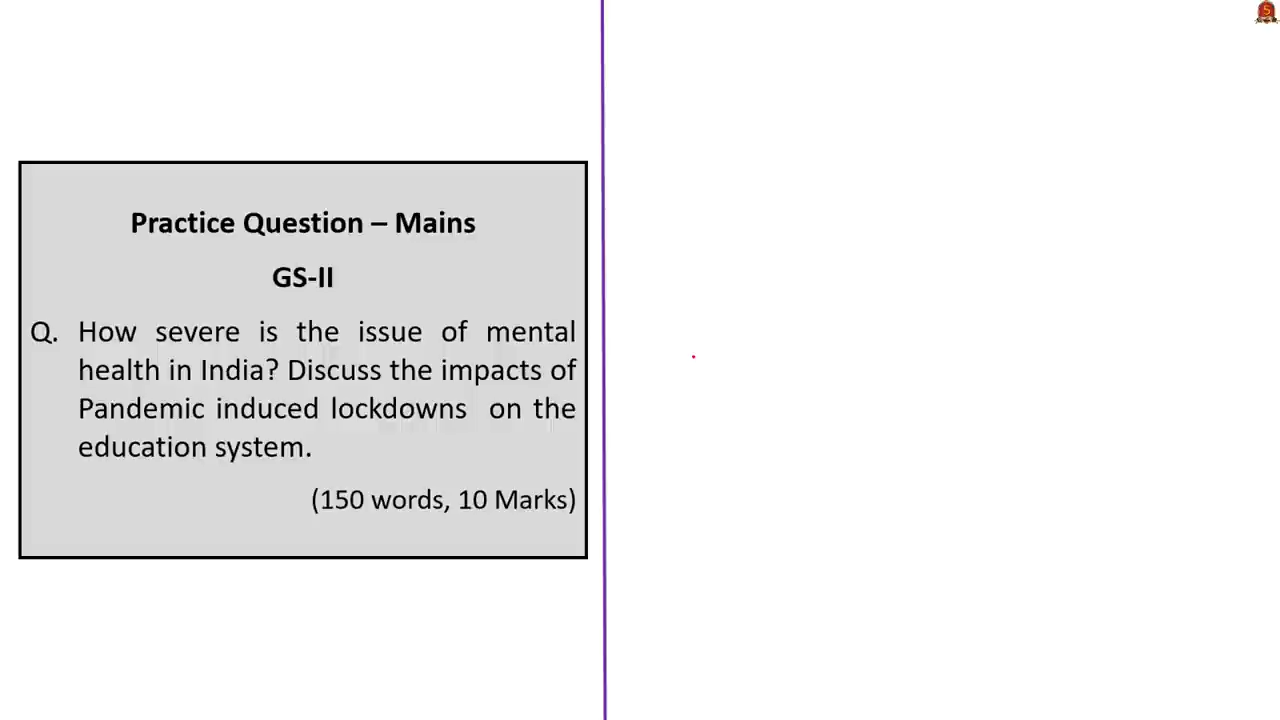 Practice Question – Mains
GS-II
Q. How severe is the issue of mental
health in India? Discuss the impacts of
Pandemic induced lockdowns on the
education system.
(150 words, 10 Marks)
S